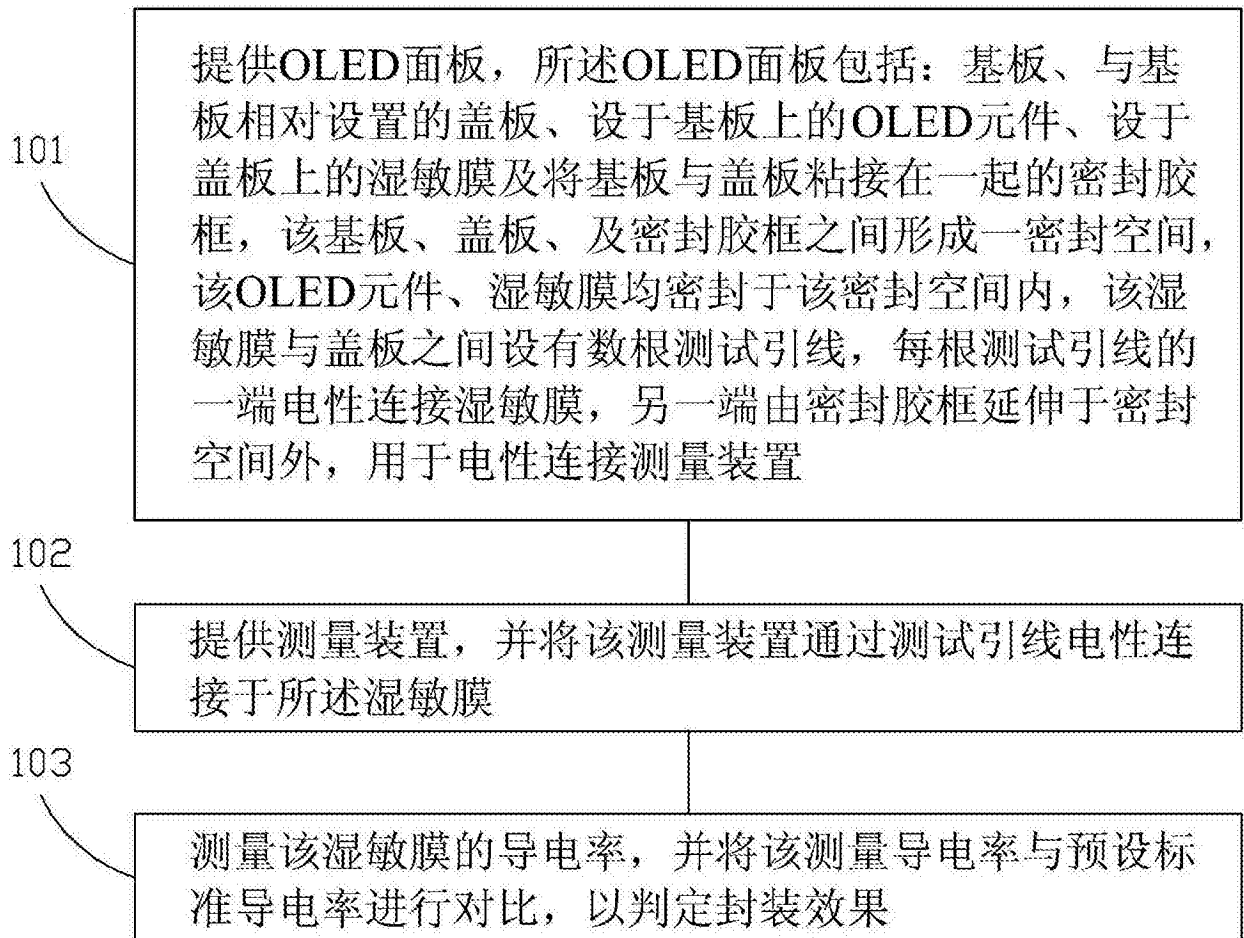 101
提供OLED面板，所述OLED面板包括：基板、与基
板相对设置的盖板、设于基板上的OLED元件、设于
盖板上的湿敏膜及将基板与盖板粘接在一起的密封胶
框，该基板、盖板、及密封胶框之间形成一密封空间，
该OLED元件、湿敏膜均密封于该密封空间内，该湿
敏膜与盖板之间设有数根测试引线，每根测试引线的
一端电性连接湿敏膜，另一端由密封胶框延伸于密封
空间外，用于电性连接测量装置
102
提供测量装置，并将该测量装置通过测试引线电性连
接于所述湿敏膜
103
测量该湿敏膜的导电率，并将该测量导电率与预设标
准导电率进行对比，以判定封装效果